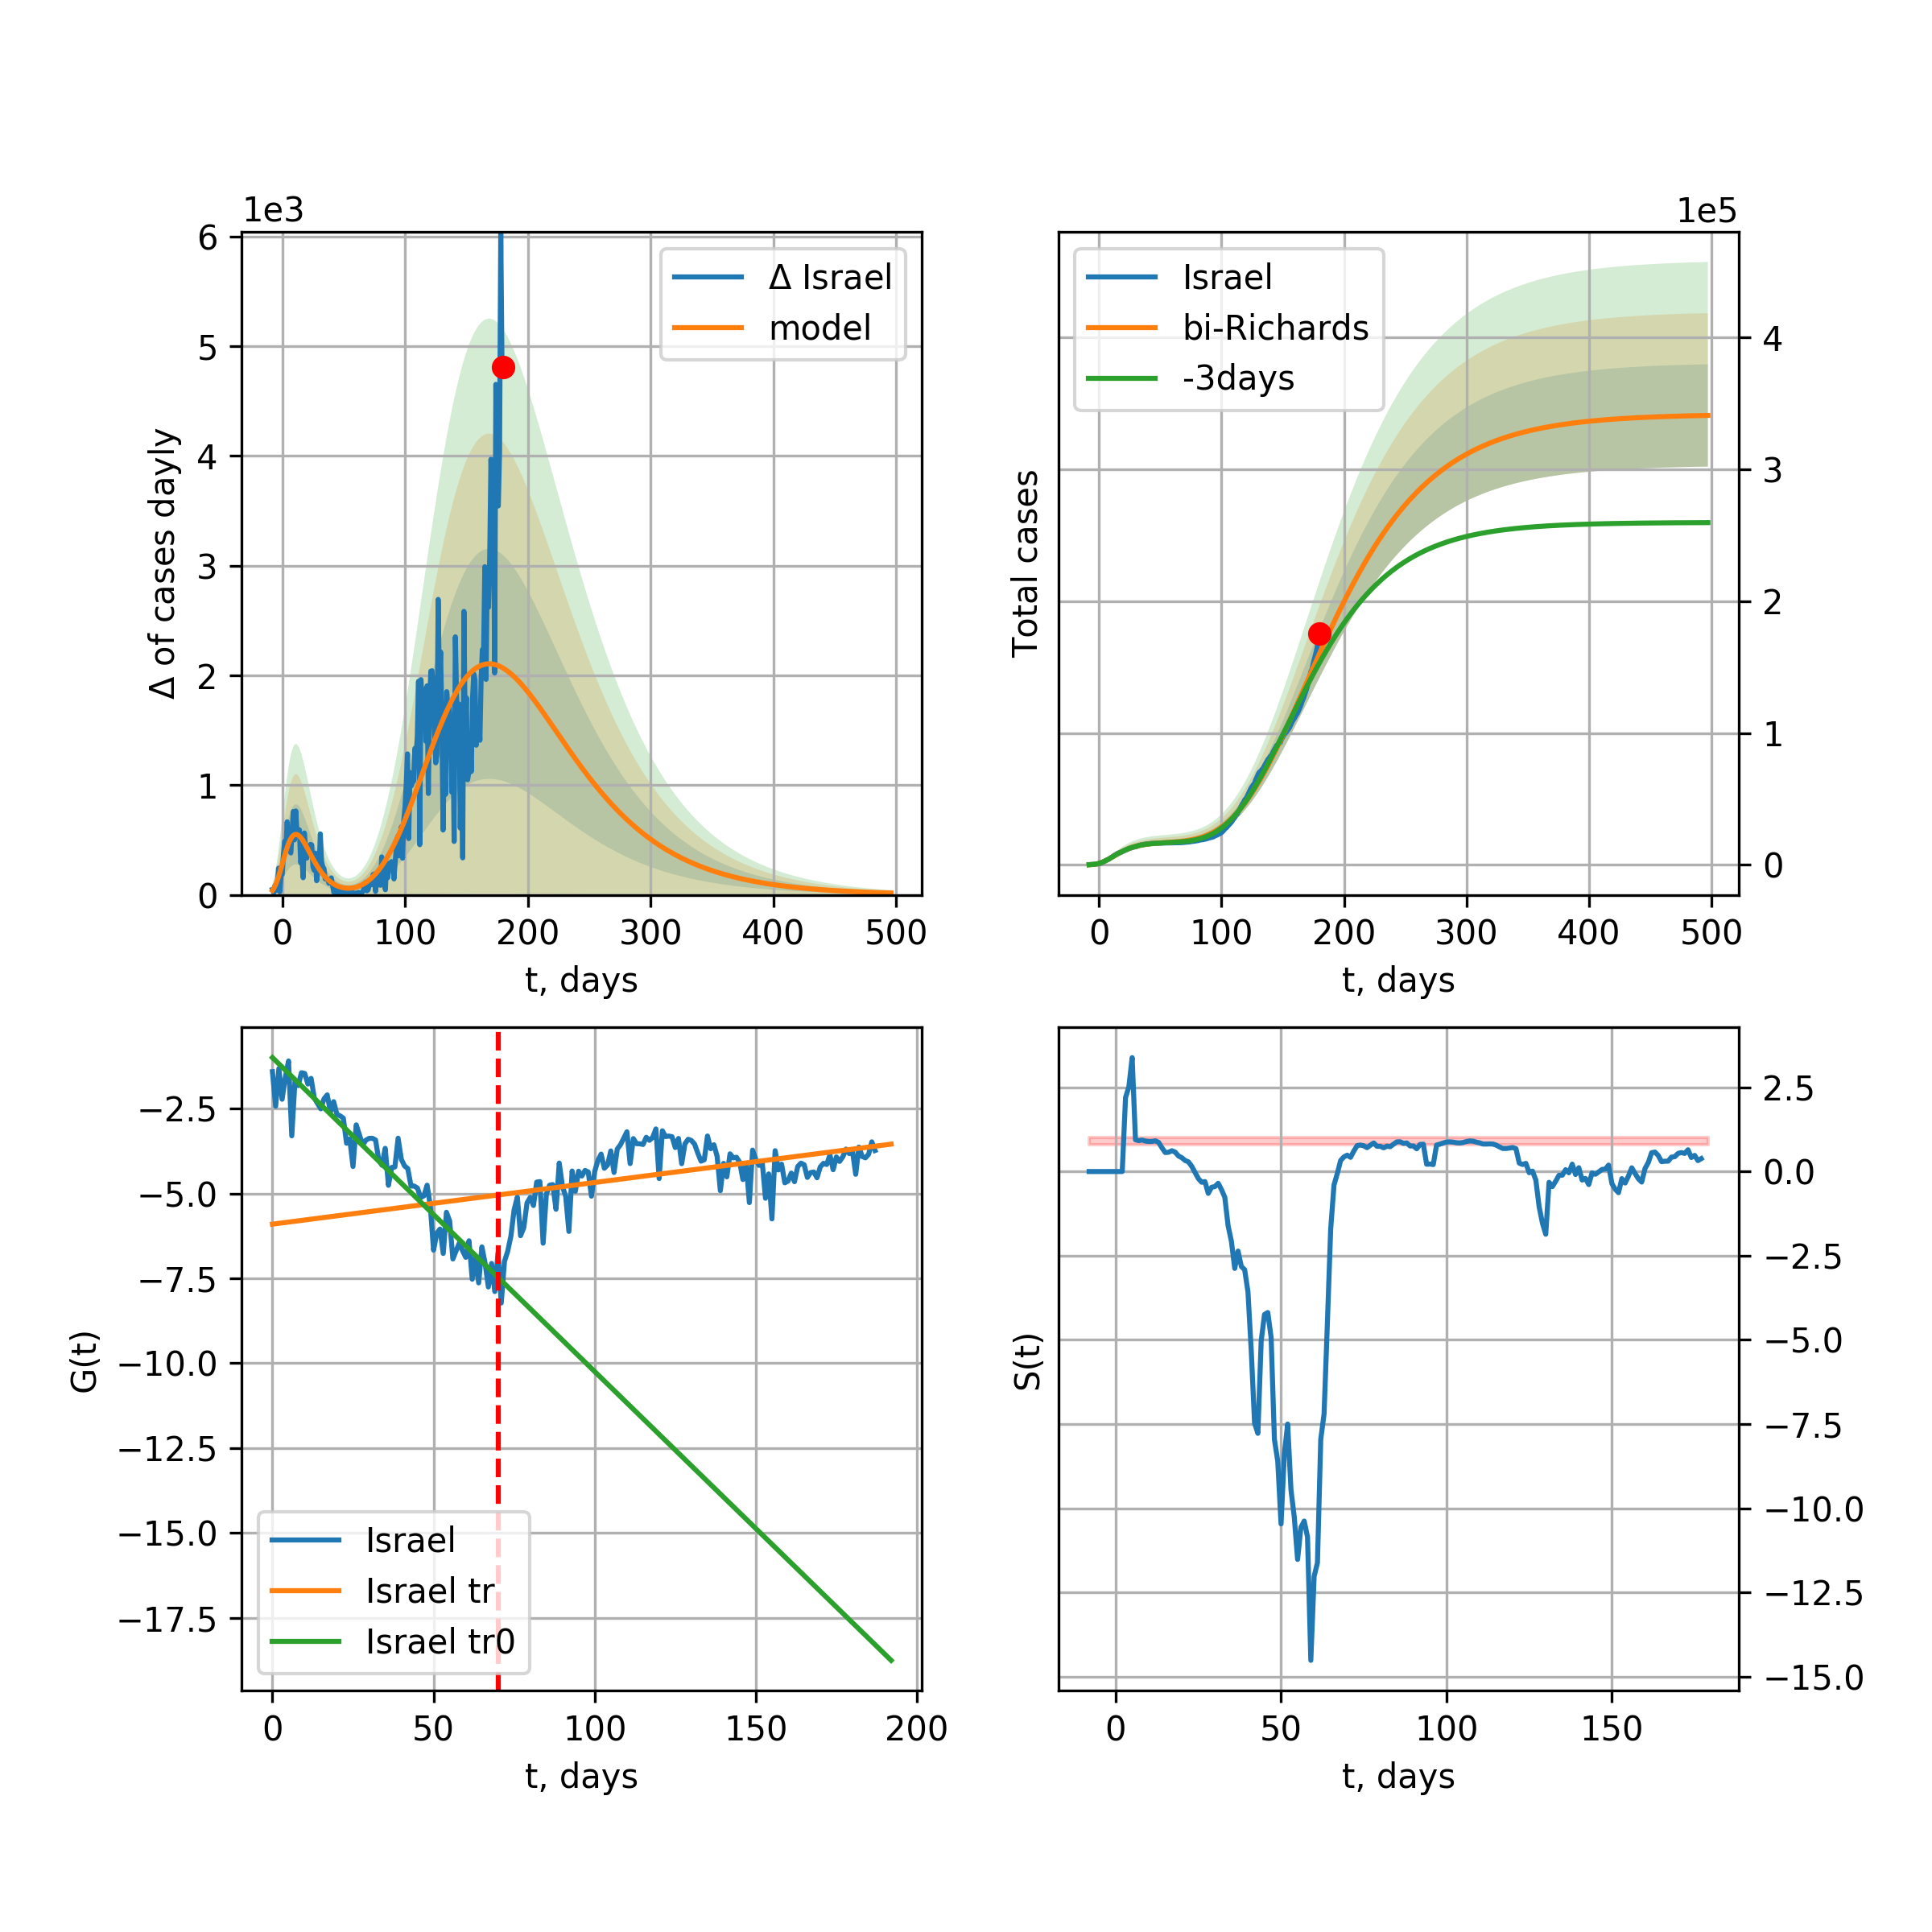 1e3
6
5
4
3
2
1
0
Δ of cases dayly
Δ Israel
model
0 100 200 300 400 500
t, days
1e5
Israel
bi-Richards
-3days
Total cases
4
3
2
1
0
0 100 200 300 400 500
t, days
−2.5
−5.0
−7.5
−10.0
−12.5
−15.0
−17.5
G(t)
Israel
Israel tr
Israel tr0
0 50 100 150 200
t, days
S(t)
2.5
0.0
−2.5
−5.0
−7.5
−10.0
−12.5
−15.0
0 50 100 150
t, days